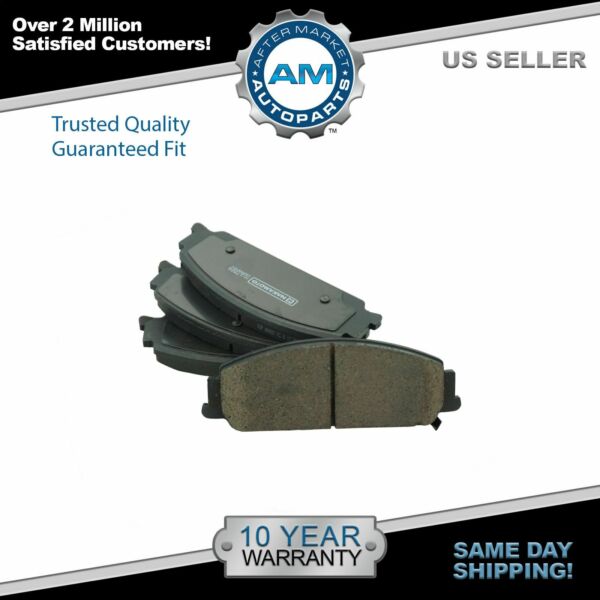 Over 2 Million
Satisfied Customers!
AFTER MARKET
AM
AUTOPARTS
TM
US SELLER
Trusted Quality
Guaranteed Fit
NAKAMOTO
10 YEAR
WARRANTY
SAME DAY
SHIPPING!